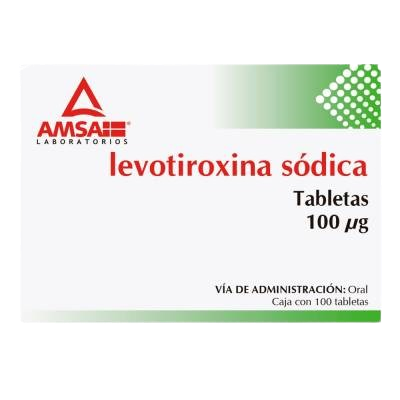 AMSA
LABORATORIOS
levotiroxina sódica
Tabletas
100 µg
VÍA DE ADMINISTRACIÓN: Oral
Caja con 100 tabletas